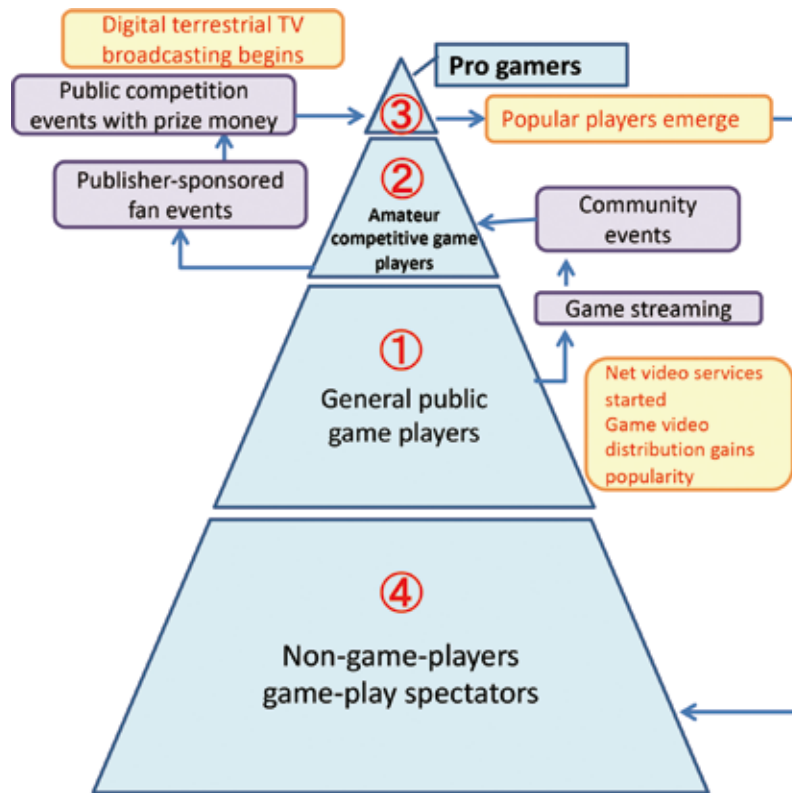 Digital terrestrial TV
broadcasting begins
Pro gamers
Public competition
events with prize money
③
Popular players emerge
Publisher-sponsored
fan events
②
Amateur
competitive game
players
Community
events
Game streaming
①
General public
game players
Net video services
started
Game video
distribution gains
popularity
④
Non-game-players
game-play spectators